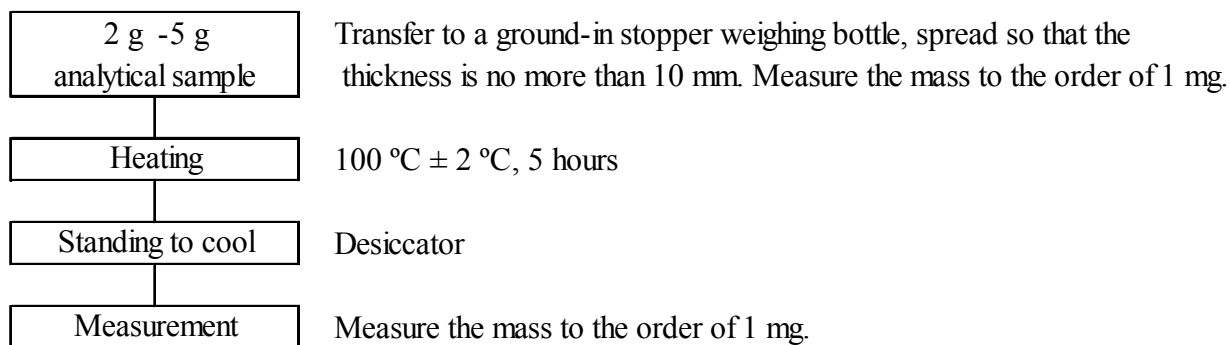 2 g -5 g
analytical sample
Transfer to a ground-in stopper weighing bottle, spread so that the
thickness is no more than 10 mm. Measure the mass to the order of 1 mg.
Heating
100 ºC ± 2 ºC, 5 hours
Standing to cool
Desiccator
Measurement
Measure the mass to the order of 1 mg.